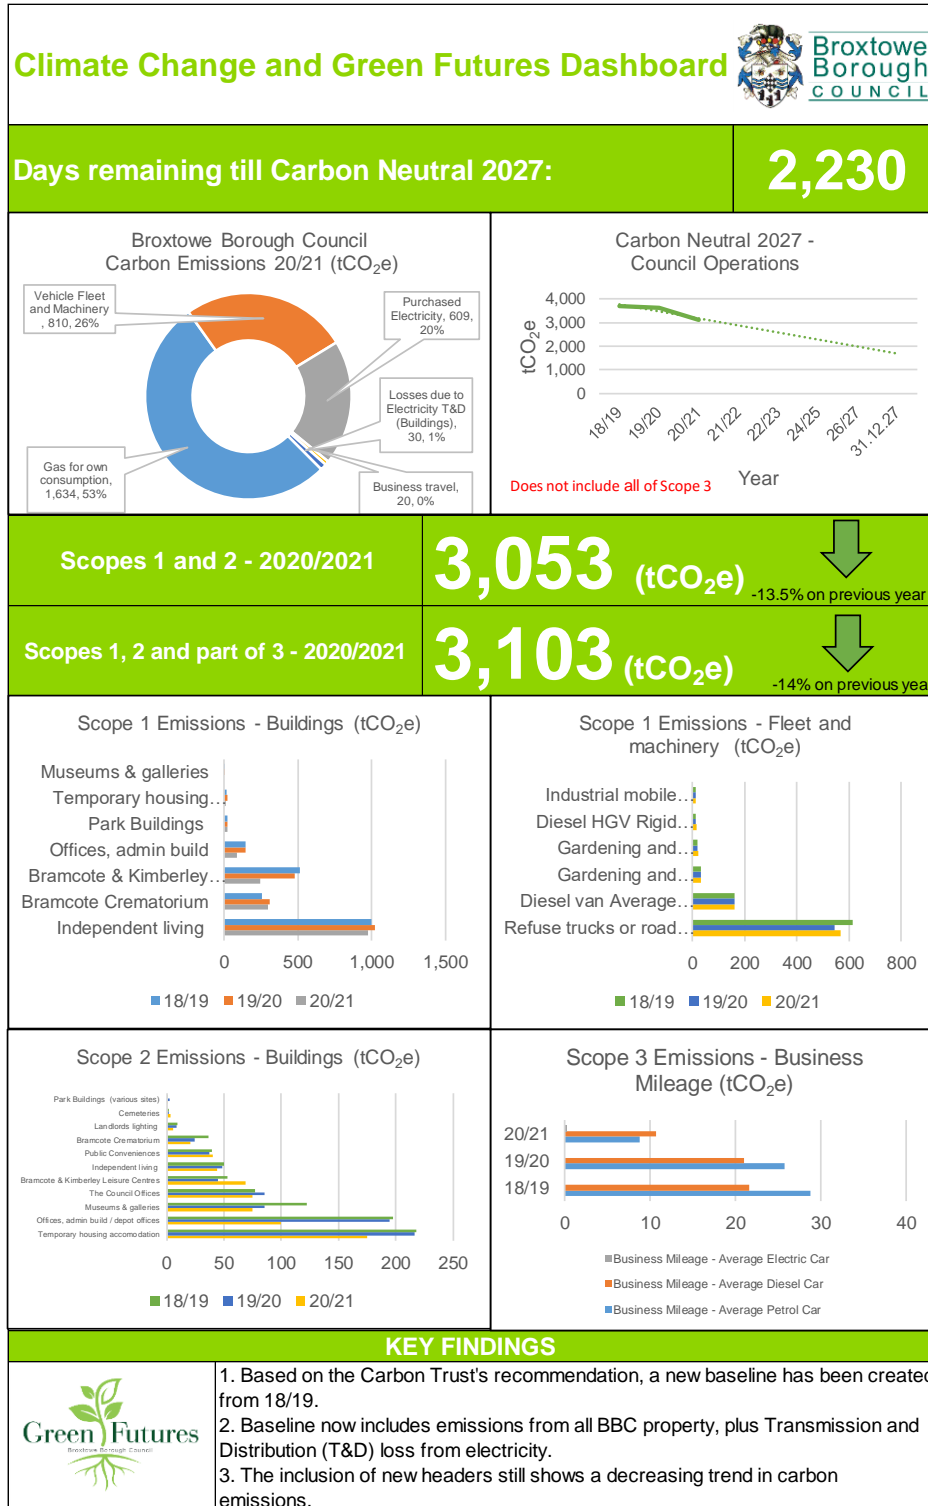 Climate Change and Green Futures Dashboard
Broxtowe
Borough
COUNCIL
Days remaining till Carbon Neutral 2027:
2,230
Broxtowe Borough Council
Carbon Emissions 20/21 (tCO₂e)
Vehicle Fleet
and Machinery
, 810, 26%
Purchased
Electricity, 609,
20%
Losses due to
Electricity T&D
(Buildings),
30, 1%
Gas for own
consumption,
1,634, 53%
Business travel,
20, 0%
Carbon Neutral 2027 -
Council Operations
4,000
3,000
2,000
1,000
0
tCO₂e
18/19
19/20
20/21
21/22
22/23
24/25
26/27
31.12.27
Year
Does not include all of Scope 3
Scopes 1 and 2 - 2020/2021
3,053 (tCO₂e)
-13.5% on previous year
Scopes 1, 2 and part of 3 - 2020/2021
3,103 (tCO₂e)
-14% on previous yea
Scope 1 Emissions - Buildings (tCO₂e)
Museums & galleries
Temporary housing...
Park Buildings
Offices, admin build
Bramcote & Kimberley...
Bramcote Crematorium
Independent living
0 500 1,000 1,500
18/19 19/20 20/21
Scope 1 Emissions - Fleet and
machinery (tCO₂e)
Industrial mobile...
Diesel HGV Rigid...
Gardening and...
Gardening and...
Diesel van Average...
Refuse trucks or road...
0 200 400 600 800
18/19 19/20 20/21
Scope 2 Emissions - Buildings (tCO₂e)
Park Buildings (various sites)
Cemeteries
Landlords lighting
Bramcote Crematorium
Public Conveniences
Independent living
Bramcote & Kimberley Leisure Centres
The Council Offices
Museums & galleries
Offices, admin build / depot offices
Temporary housing accomodation
0 50 100 150 200 250
18/19 19/20 20/21
Scope 3 Emissions - Business
Mileage (tCO₂e)
20/21
19/20
18/19
0 10 20 30 40
Business Mileage - Average Electric Car
Business Mileage - Average Diesel Car
Business Mileage - Average Petrol Car
KEY FINDINGS
Green Futures
Broxtowe Borough Council
1. Based on the Carbon Trust's recommendation, a new baseline has been created
from 18/19.
2. Baseline now includes emissions from all BBC property, plus Transmission and
Distribution (T&D) loss from electricity.
3. The inclusion of new headers still shows a decreasing trend in carbon
emissions.